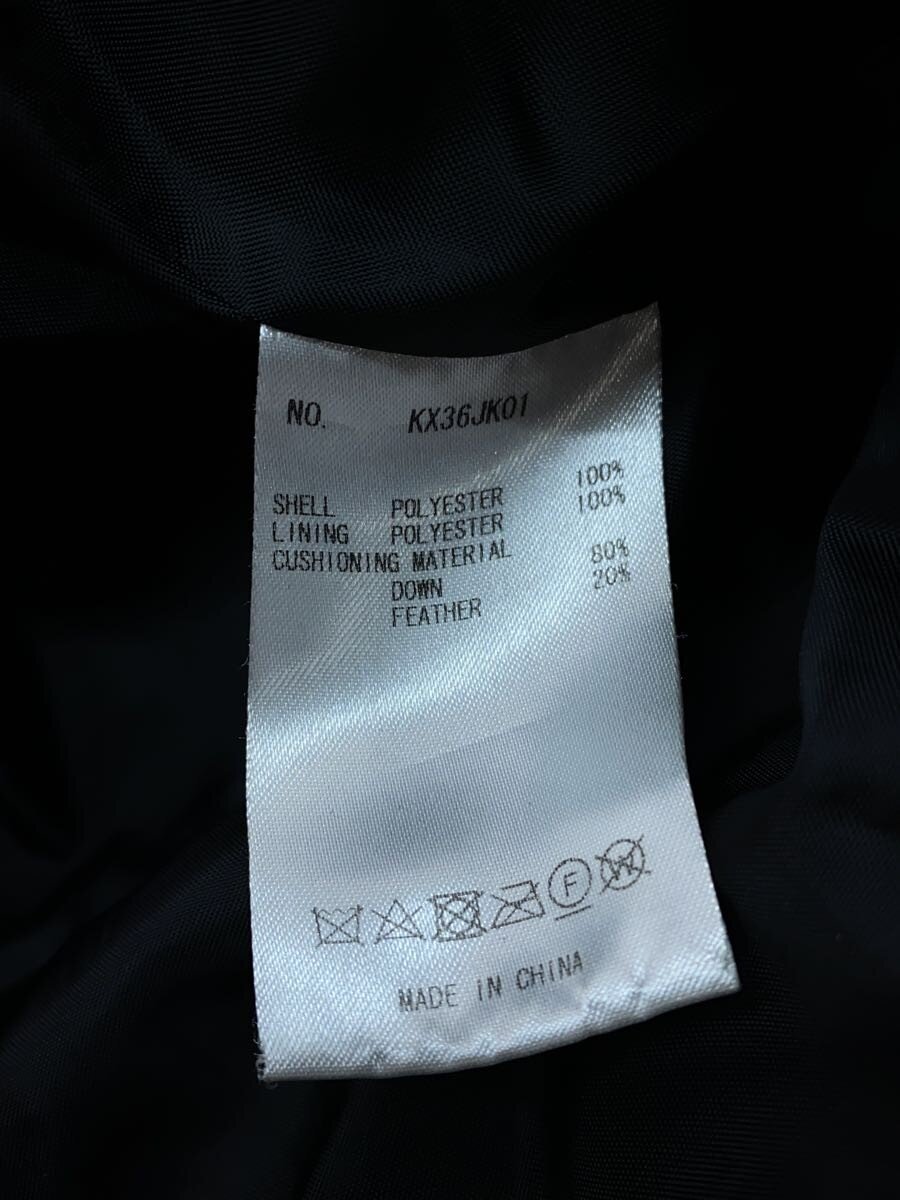 NO. KX36JK01
SHELL POLYESTER 100%
LINING POLYESTER 100%
CUSHIONING MATERIAL
DOWN 80%
FEATHER 20%
F W
MADE IN CHINA